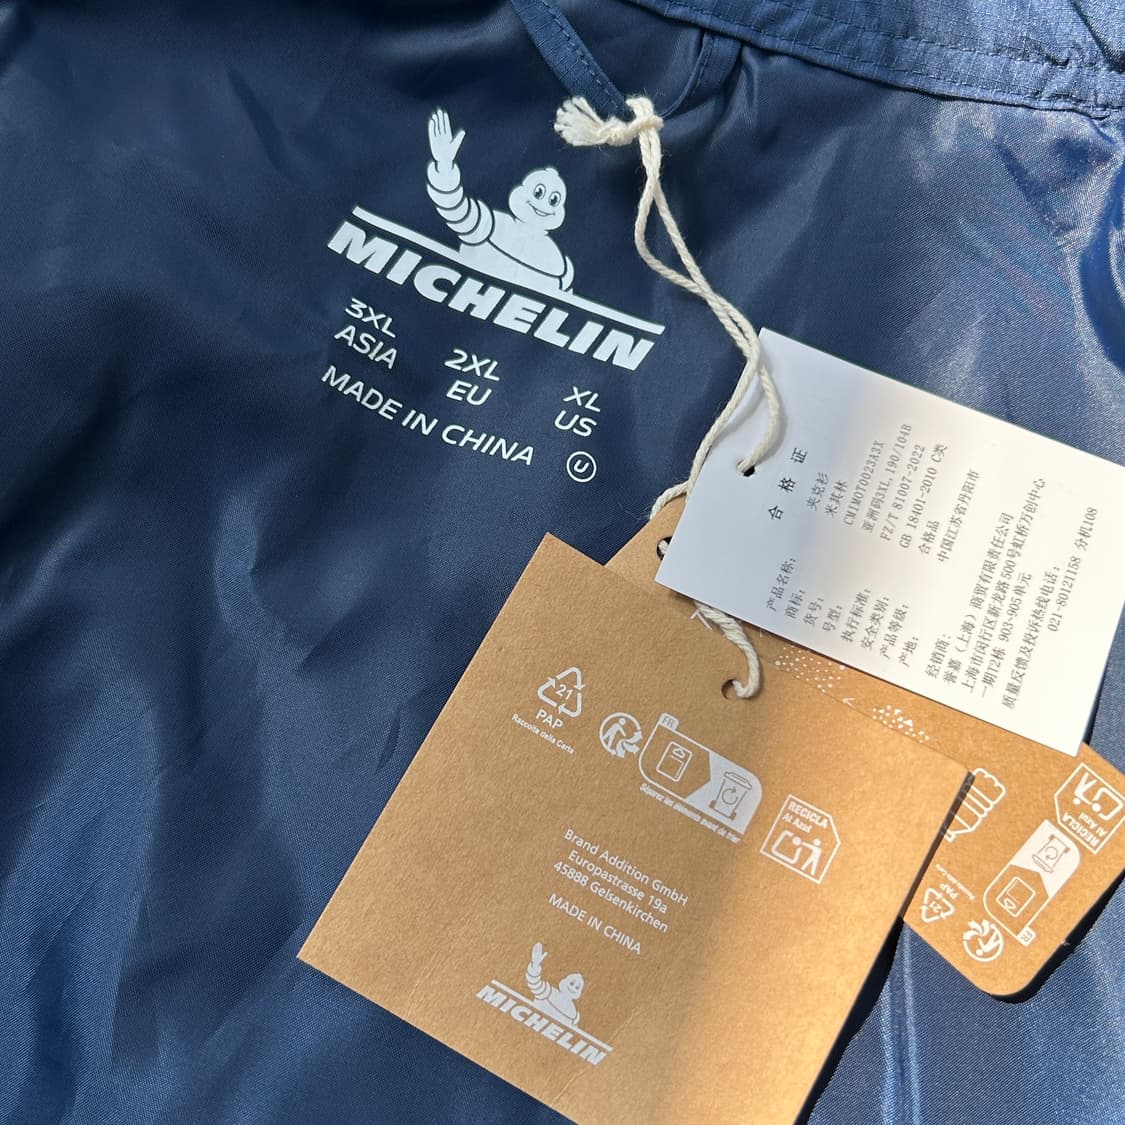 MICHELIN
3XL
ASIA
2XL
EU
XL
US
MADE IN CHINA
U
合格证
产品名称: 夹克衫
商标: 米其林
货号: CMIMOT0023A3X
号型: 亚洲码3XL, 190/104B
执行标准: FZ/T 81007-2022
安全类别: GB 18401-2010 C类
产品等级: 合格品
产地: 中国江苏省丹阳市
经销商:
誉嘉（上海）商贸有限责任公司
上海市闵行区新龙路500号虹桥万创中心
一期T2栋 903-905单元
质量反馈及投诉热线电话:
021-80121158 分机108
21
PAP
Raccolta della Carta
FR
Séparez les éléments avant de trier
RECICLA
Al Azul
Brand Addition GmbH
Europastrasse 19a
45888 Gelsenkirchen
MADE IN CHINA
MICHELIN
RECICLA
Al Azul
21
PAP
FR